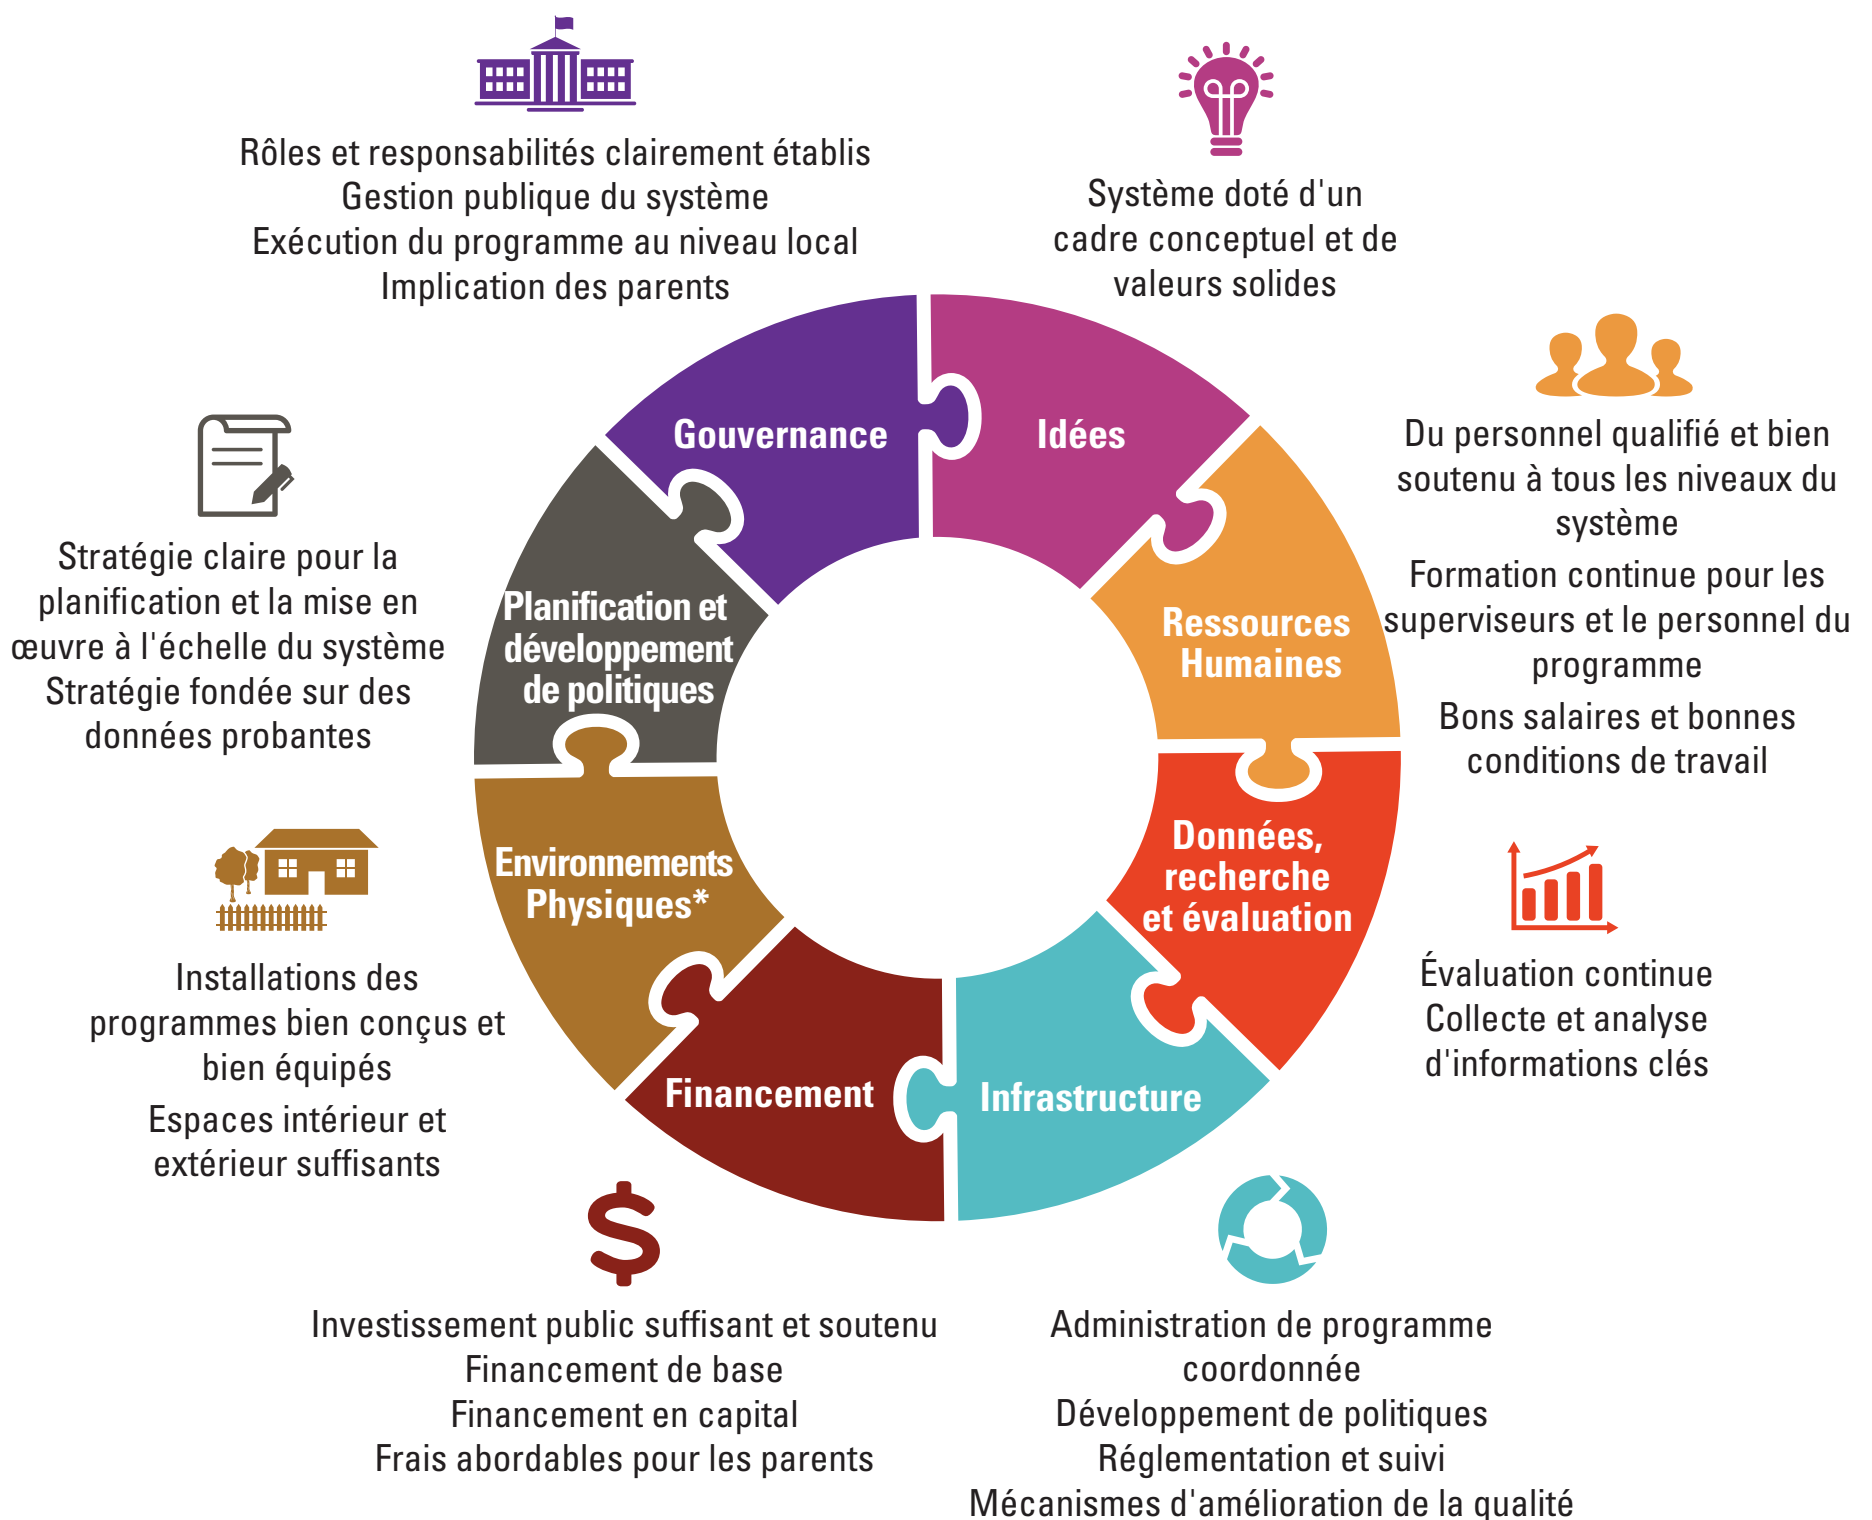 Rôles et responsabilités clairement établis
Gestion publique du système
Exécution du programme au niveau local
Implication des parents
Système doté d'un
cadre conceptuel et de
valeurs solides
Gouvernance
Idées
Du personnel qualifié et bien
soutenu à tous les niveaux du
système
Formation continue pour les
superviseurs et le personnel du
programme
Bons salaires et bonnes
conditions de travail
Stratégie claire pour la
planification et la mise en
œuvre à l'échelle du système
Stratégie fondée sur des
données probantes
Planification et
développement
de politiques
Ressources
Humaines
Environnements
Physiques*
Données,
recherche
et évaluation
Installations des
programmes bien conçus et
bien équipés
Espaces intérieur et
extérieur suffisants
Évaluation continue
Collecte et analyse
d'informations clés
Financement
Infrastructure
$
Investissement public suffisant et soutenu
Financement de base
Financement en capital
Frais abordables pour les parents
Administration de programme
coordonnée
Développement de politiques
Réglementation et suivi
Mécanismes d'amélioration de la qualité